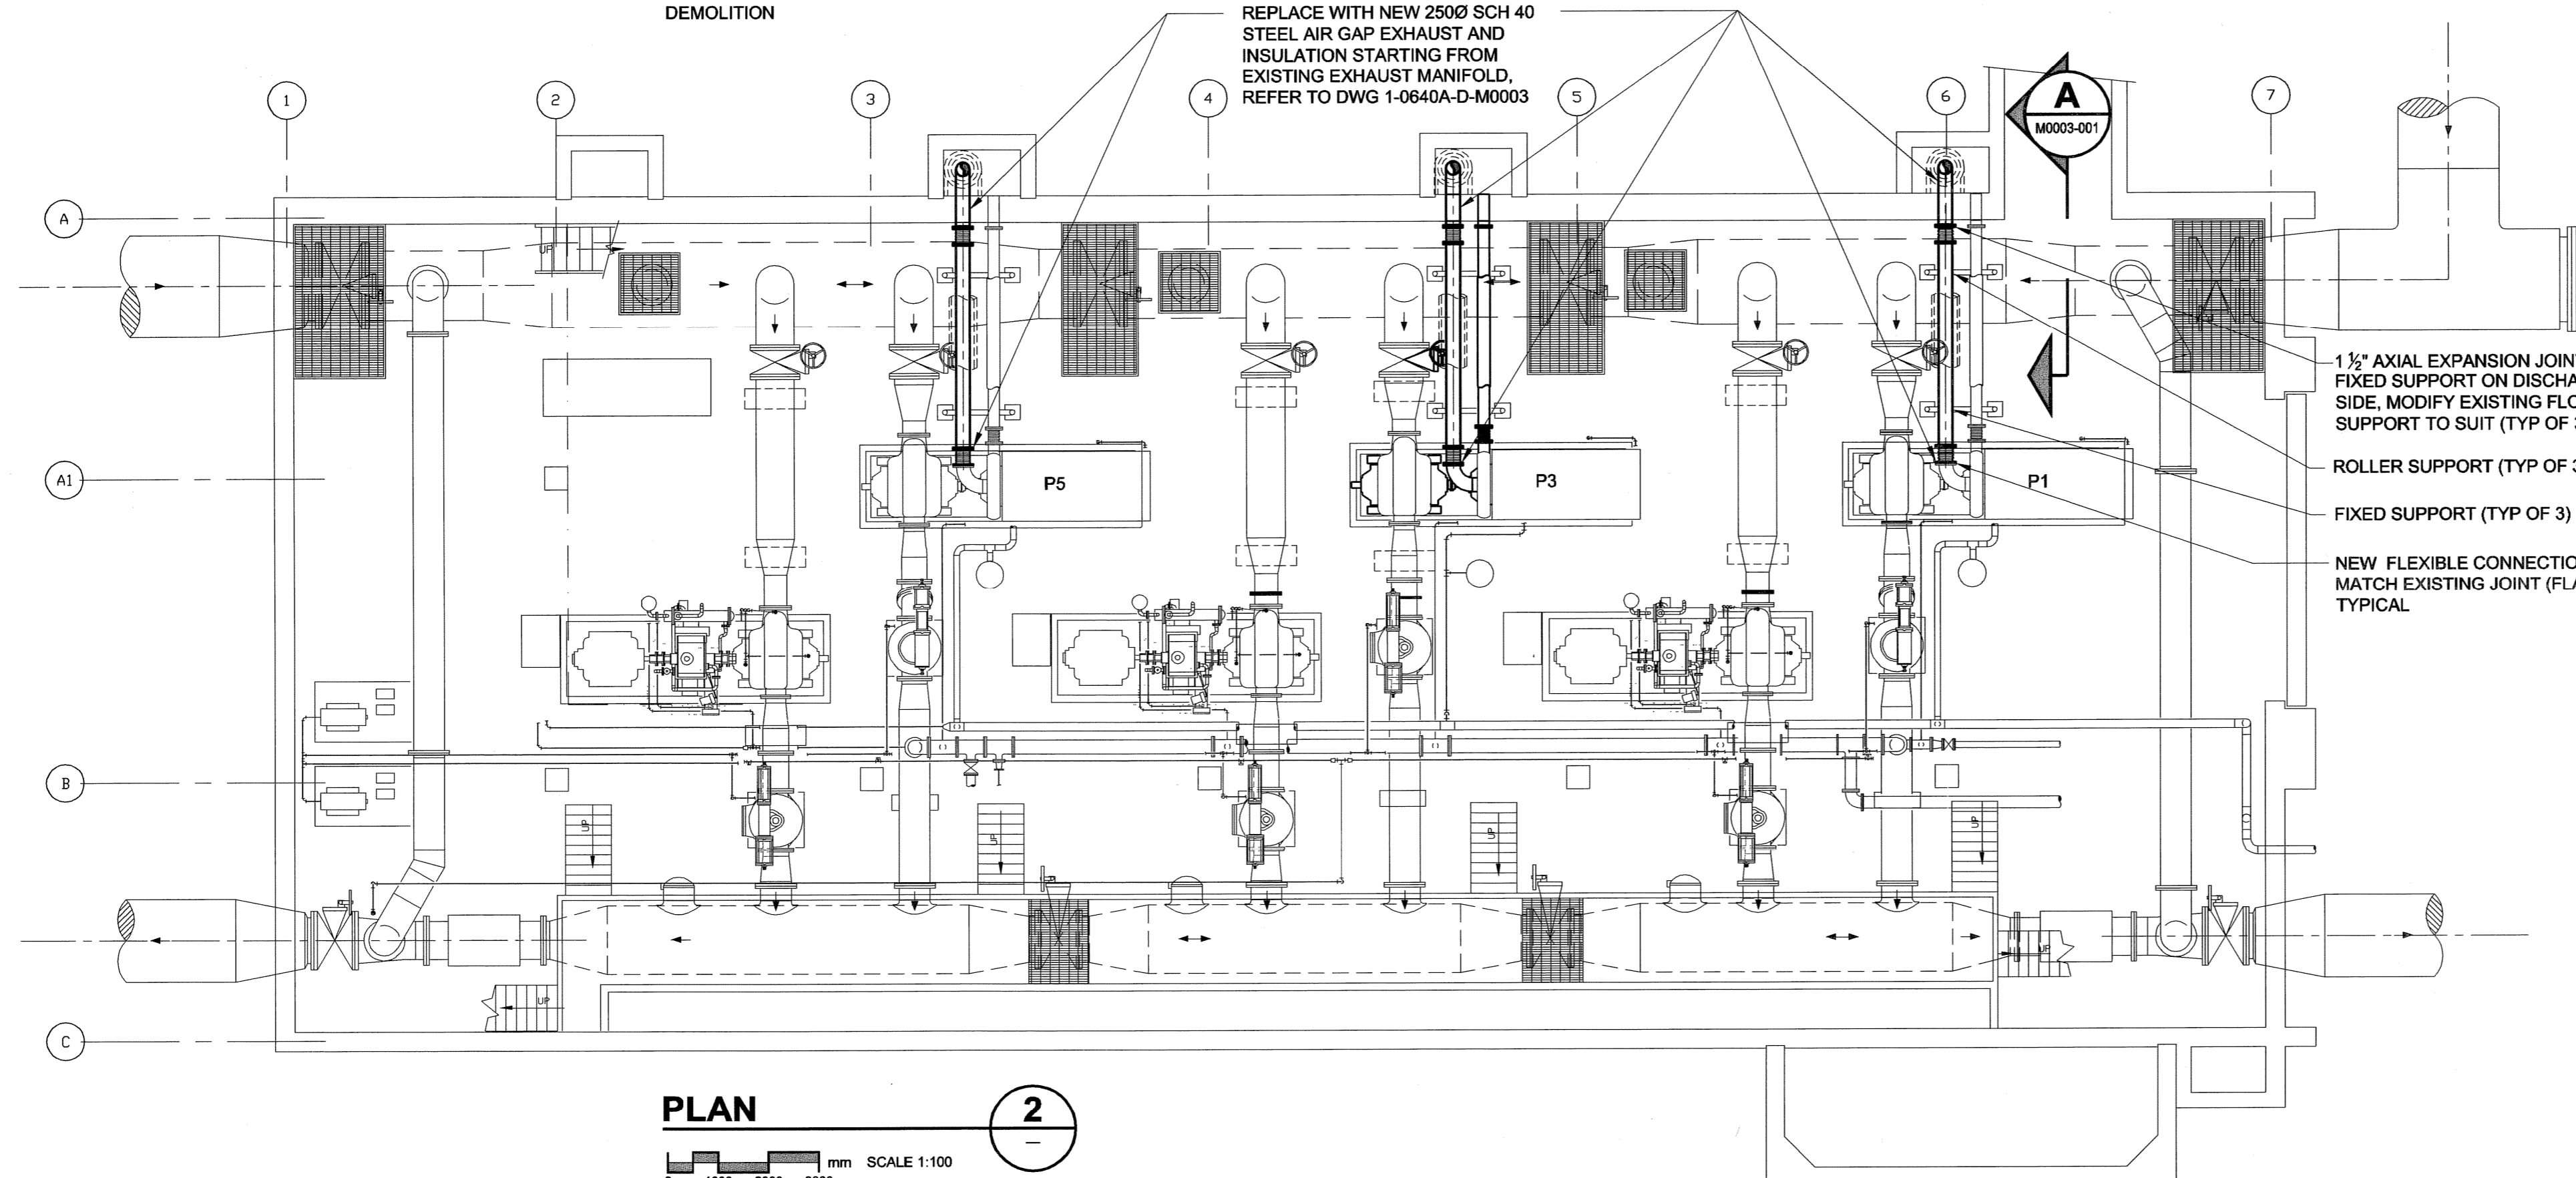 DEMOLITION
REPLACE WITH NEW 250Ø SCH 40
STEEL AIR GAP EXHAUST AND
INSULATION STARTING FROM
EXISTING EXHAUST MANIFOLD,
REFER TO DWG 1-0640A-D-M0003
1
2
3
4
5
6
7
A
M0003-001
A
UP
1 ½" AXIAL EXPANSION JOIN
FIXED SUPPORT ON DISCHA
SIDE, MODIFY EXISTING FLO
SUPPORT TO SUIT (TYP OF
ROLLER SUPPORT (TYP OF 3
FIXED SUPPORT (TYP OF 3)
NEW FLEXIBLE CONNECTIO
MATCH EXISTING JOINT (FLA
TYPICAL
A1
P5
P3
P1
B
UP
UP
UP
UP
UP
UP
C
PLAN
2
mm SCALE 1:100